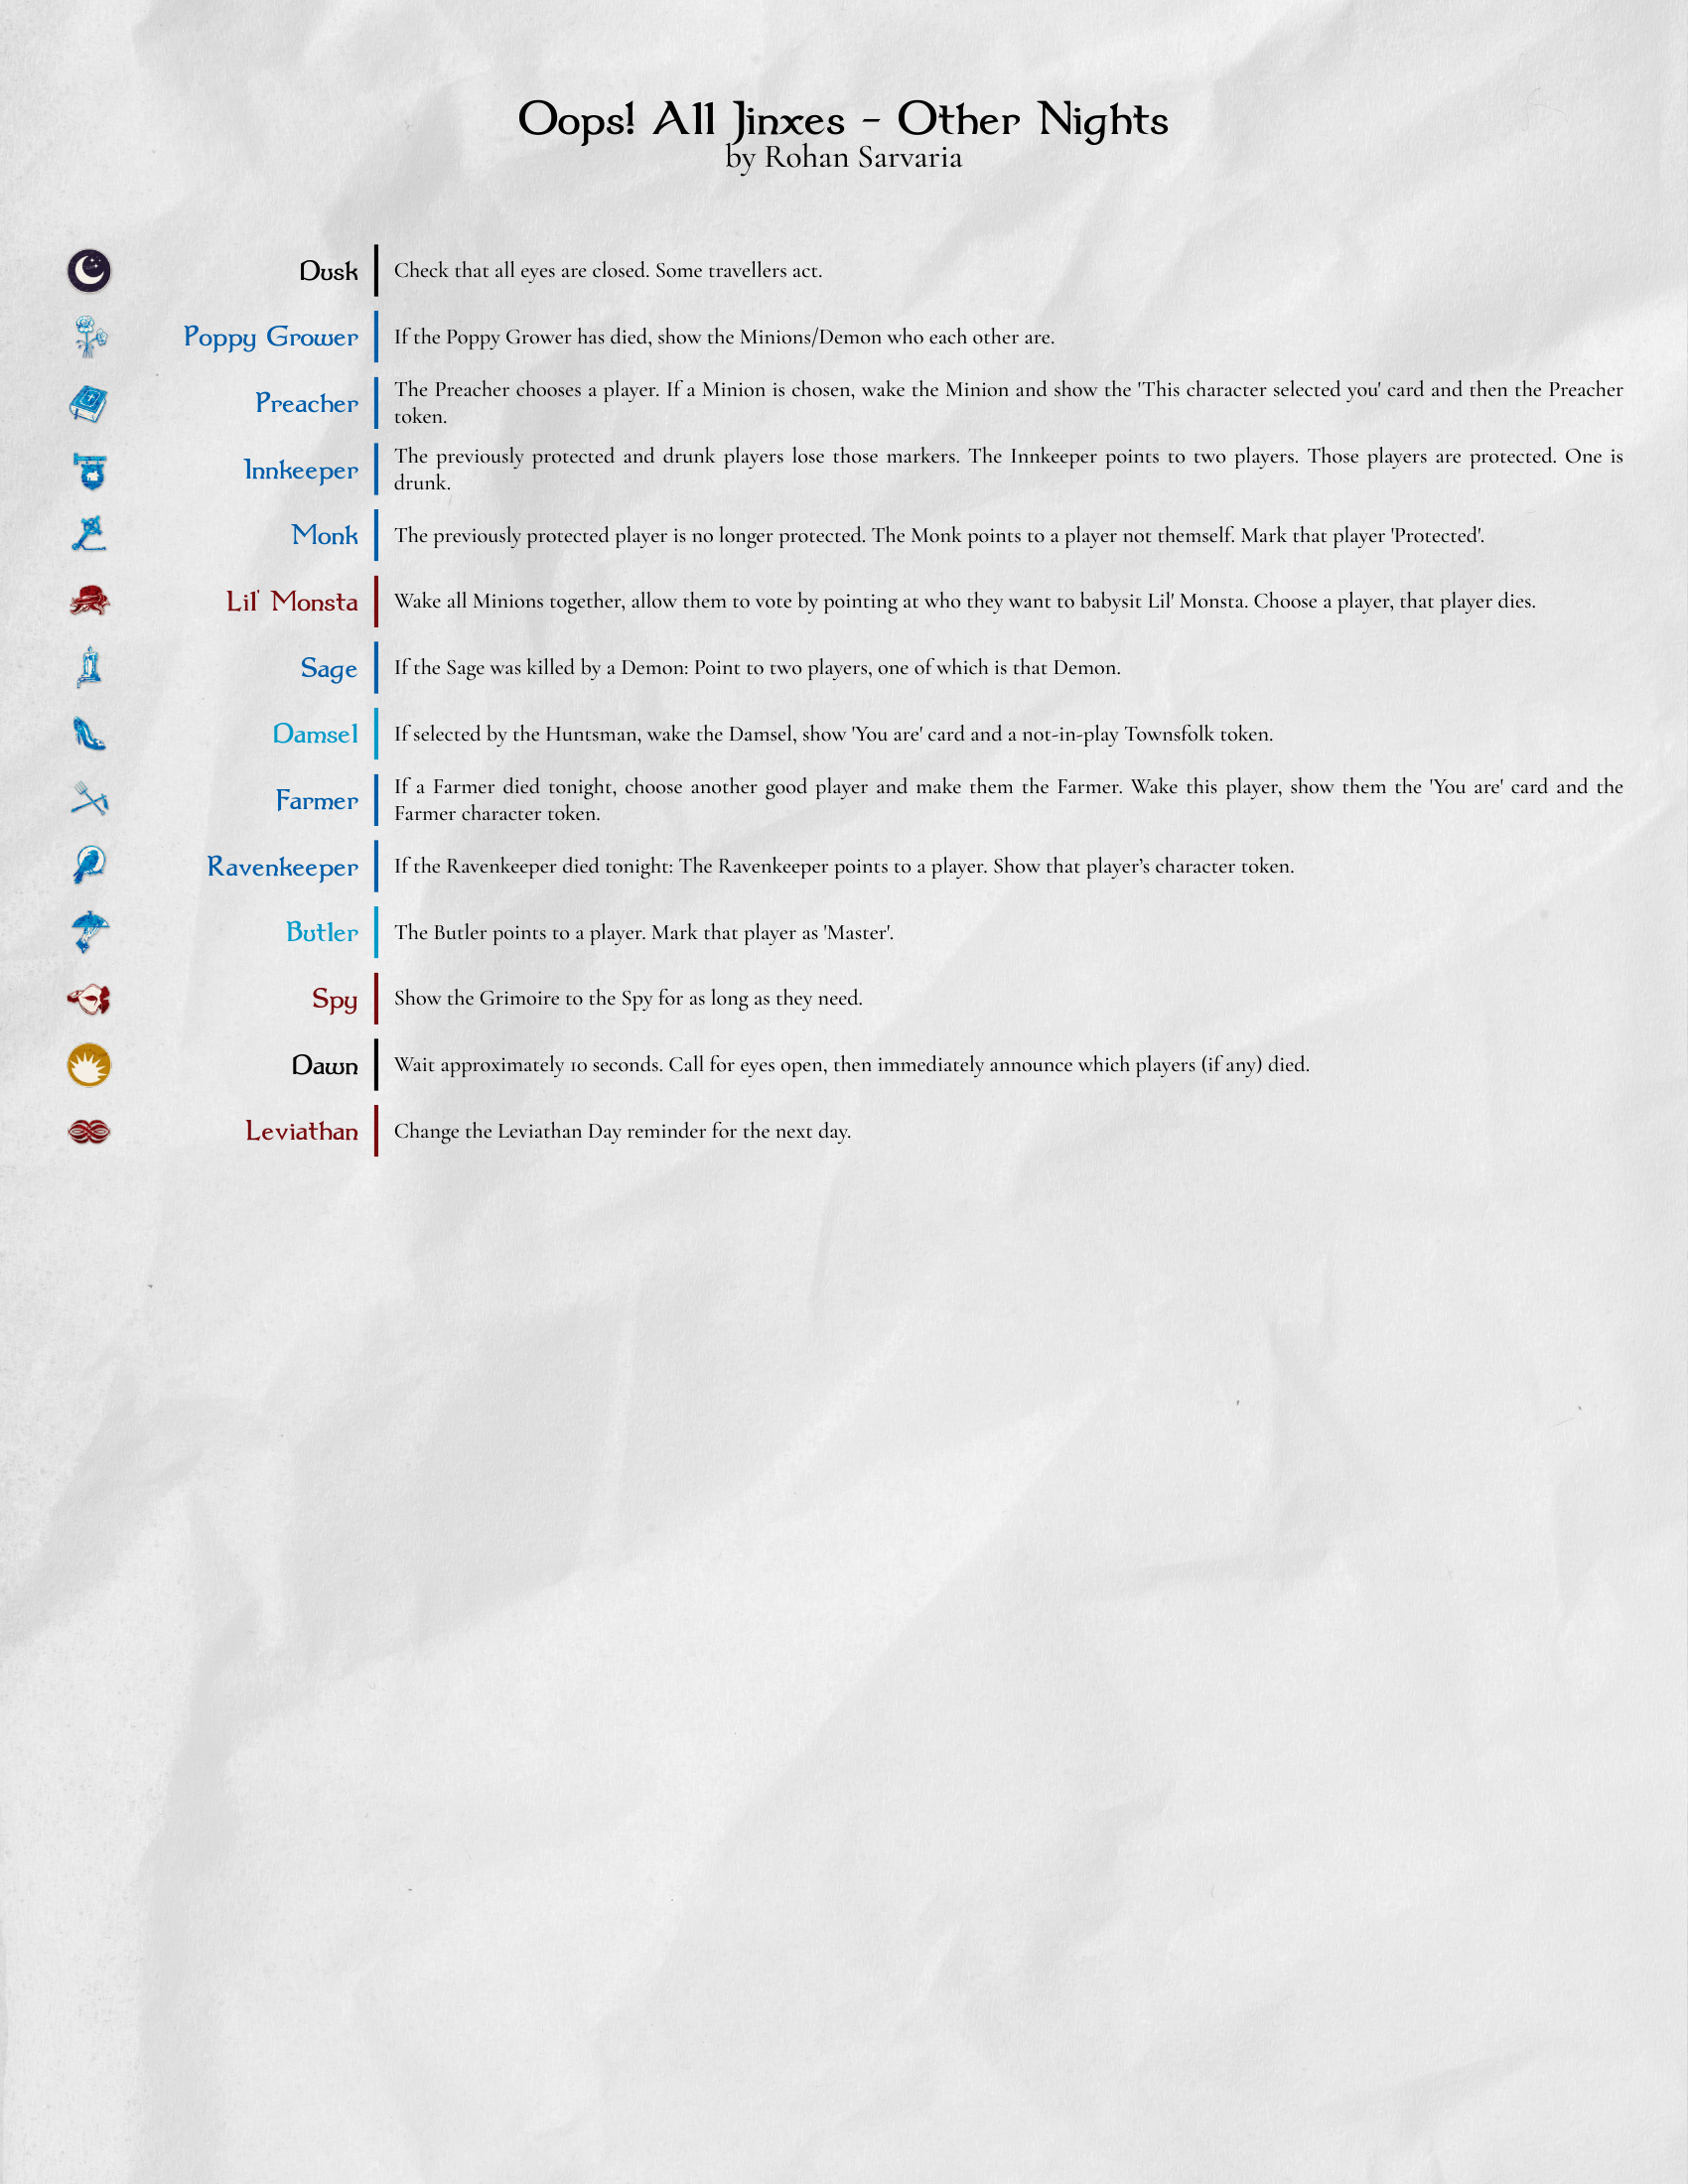 Oops! All Jinxes - Other Nights
by Rohan Sarvaria
Dusk
Check that all eyes are closed. Some travellers act.
Poppy Grower
If the Poppy Grower has died, show the Minions/Demon who each other are.
Preacher
The Preacher chooses a player. If a Minion is chosen, wake the Minion and show the 'This character selected you' card and then the Preacher
token.
Innkeeper
The previously protected and drunk players lose those markers. The Innkeeper points to two players. Those players are protected. One is
drunk.
Monk
The previously protected player is no longer protected. The Monk points to a player not themself. Mark that player 'Protected'.
Lil' Monsta
Wake all Minions together, allow them to vote by pointing at who they want to babysit Lil' Monsta. Choose a player, that player dies.
Sage
If the Sage was killed by a Demon: Point to two players, one of which is that Demon.
Damsel
If selected by the Huntsman, wake the Damsel, show 'You are' card and a not-in-play Townsfolk token.
Farmer
If a Farmer died tonight, choose another good player and make them the Farmer. Wake this player, show them the 'You are' card and the
Farmer character token.
Ravenkeeper
If the Ravenkeeper died tonight: The Ravenkeeper points to a player. Show that player’s character token.
Butler
The Butler points to a player. Mark that player as 'Master'.
Spy
Show the Grimoire to the Spy for as long as they need.
Dawn
Wait approximately 10 seconds. Call for eyes open, then immediately announce which players (if any) died.
Leviathan
Change the Leviathan Day reminder for the next day.